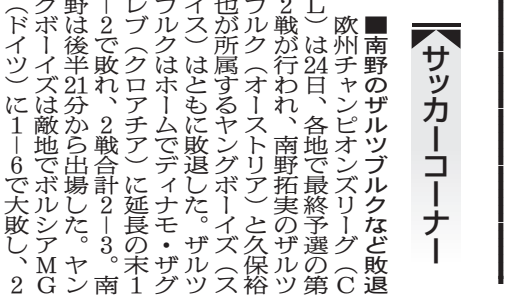 サッカーコーナー
■南野のザルツブルクなど敗退
欧州チャンピオンズリーグ（C
L）は24日、各地で最終予選の第
2戦が行われ、南野拓実のザルツ
ブルク（オーストリア）と久保裕
也が所属するヤングボーイズ（ス
イス）はともに敗退した。ザルツ
ブルクはホームでディナモ・ザグ
レブ（クロアチア）に延長の末1
―2で敗れ、2戦合計2―3。南
野は後半21分から出場した。ヤン
グボーイズは敵地でボルシアMG
（ドイツ）に1―6で大敗し、2